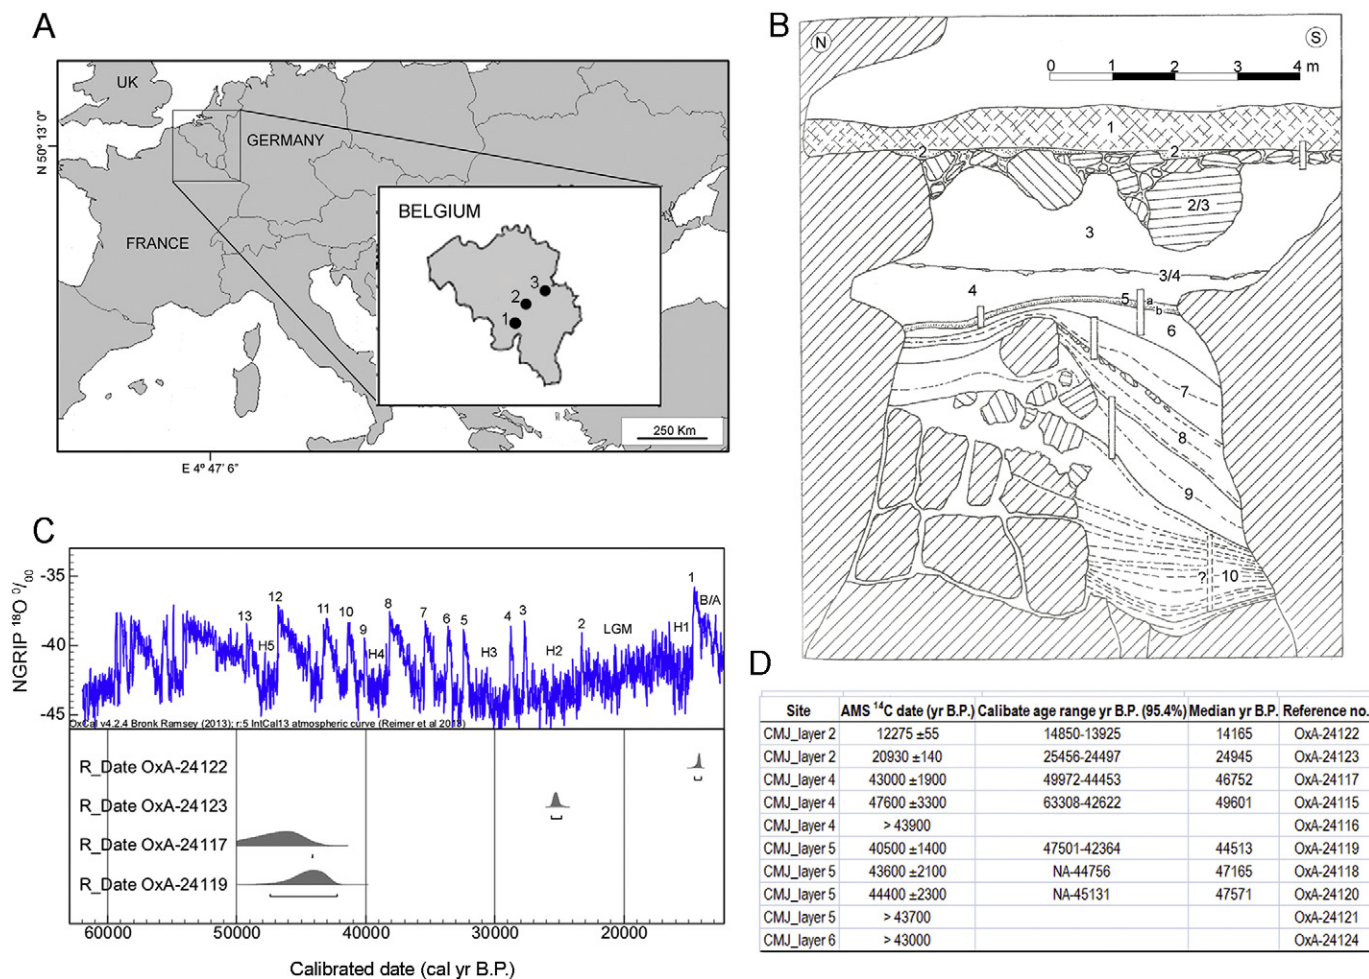 A
UK
N 50º 13' 0"
GERMANY
FRANCE
BELGIUM
3
2
1
250 Km
E 4º 47' 6"
B
N
S
0 1 2 3 4 m
1
2 2
2/3
3
3/4
4
5 a
b
6
7
8
9
? 10
C
NGRIP ¹⁸O ⁰/₀₀
-35
-40
-45
13 H5 12 11 10 9 H4 8 7 6 5 H3 4 3 H2 2 LGM H1 1 B/A
OxCal v4.2.4 Bronk Ramsey (2013); r:5 IntCal13 atmospheric curve (Reimer et al 2013)
R_Date OxA-24122
R_Date OxA-24123
R_Date OxA-24117
R_Date OxA-24119
60000 50000 40000 30000 20000
Calibrated date (cal yr B.P.)
D
Site AMS ¹⁴C date (yr B.P.) Calibate age range yr B.P. (95.4%) Median yr B.P. Reference no.
CMJ_layer 2 12275 ±55 14850-13925 14165 OxA-24122
CMJ_layer 2 20930 ±140 25456-24497 24945 OxA-24123
CMJ_layer 4 43000 ±1900 49972-44453 46752 OxA-24117
CMJ_layer 4 47600 ±3300 63308-42622 49601 OxA-24115
CMJ_layer 4 > 43900 OxA-24116
CMJ_layer 5 40500 ±1400 47501-42364 44513 OxA-24119
CMJ_layer 5 43600 ±2100 NA-44756 47165 OxA-24118
CMJ_layer 5 44400 ±2300 NA-45131 47571 OxA-24120
CMJ_layer 5 > 43700 OxA-24121
CMJ_layer 6 > 43000 OxA-24124